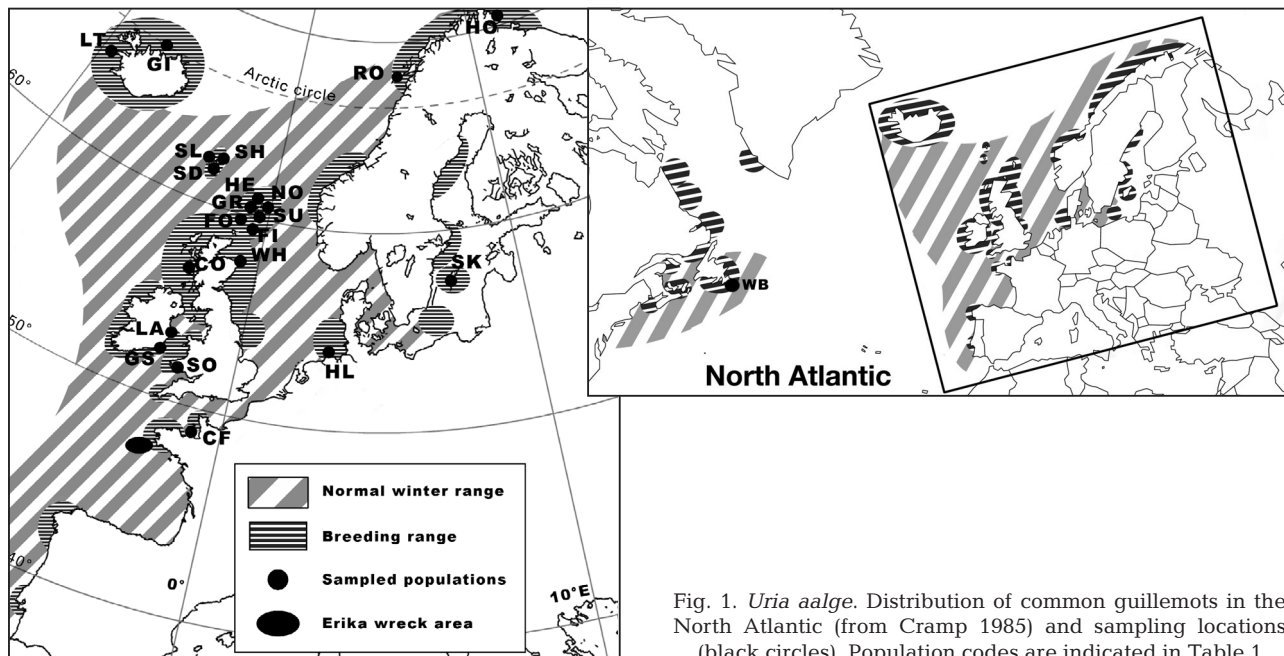 LT
GI
HO
RO
Arctic circle
60°
SL
SH
SD
HE
NO
GR
SU
FO
FI
WH
CO
SK
50°
LA
GS
SO
HL
CF
40°
0°
10°E
Normal winter range
Breeding range
Sampled populations
Erika wreck area
WB
North Atlantic
Fig. 1. Uria aalge. Distribution of common guillemots in the
North Atlantic (from Cramp 1985) and sampling locations
(black circles). Population codes are indicated in Table 1